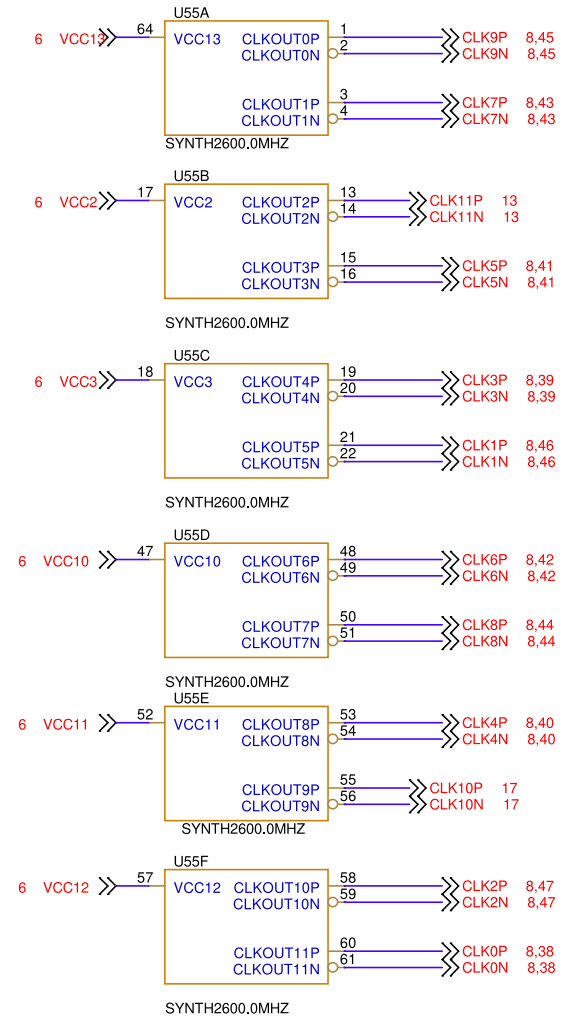 U55A
6 VCC13 64 VCC13 CLKOUT0P 1 CLK9P 8,45
CLKOUT0N 2 CLK9N 8,45
CLKOUT1P 3 CLK7P 8,43
CLKOUT1N 4 CLK7N 8,43
SYNTH2600.0MHZ
U55B
6 VCC2 17 VCC2 CLKOUT2P 13 CLK11P 13
CLKOUT2N 14 CLK11N 13
CLKOUT3P 15 CLK5P 8,41
CLKOUT3N 16 CLK5N 8,41
SYNTH2600.0MHZ
U55C
6 VCC3 18 VCC3 CLKOUT4P 19 CLK3P 8,39
CLKOUT4N 20 CLK3N 8,39
CLKOUT5P 21 CLK1P 8,46
CLKOUT5N 22 CLK1N 8,46
SYNTH2600.0MHZ
U55D
6 VCC10 47 VCC10 CLKOUT6P 48 CLK6P 8,42
CLKOUT6N 49 CLK6N 8,42
CLKOUT7P 50 CLK8P 8,44
CLKOUT7N 51 CLK8N 8,44
SYNTH2600.0MHZ
U55E
6 VCC11 52 VCC11 CLKOUT8P 53 CLK4P 8,40
CLKOUT8N 54 CLK4N 8,40
CLKOUT9P 55 CLK10P 17
CLKOUT9N 56 CLK10N 17
SYNTH2600.0MHZ
U55F
6 VCC12 57 VCC12 CLKOUT10P 58 CLK2P 8,47
CLKOUT10N 59 CLK2N 8,47
CLKOUT11P 60 CLK0P 8,38
CLKOUT11N 61 CLK0N 8,38
SYNTH2600.0MHZ